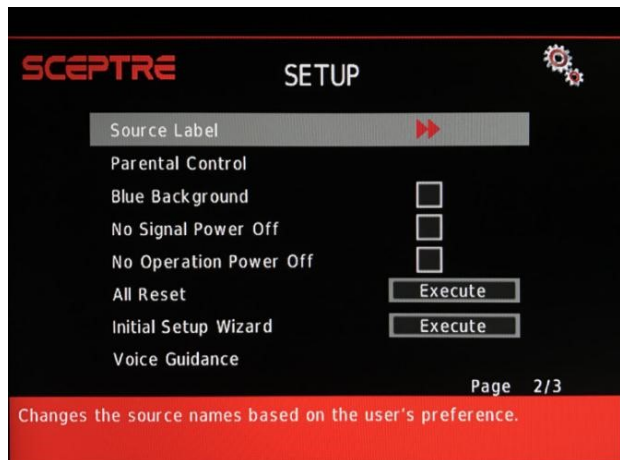 SCEPTRE
SETUP
Source Label
Parental Control
Blue Background
No Signal Power Off
No Operation Power Off
All Reset Execute
Initial Setup Wizard Execute
Voice Guidance
Page 2/3
Changes the source names based on the user's preference.